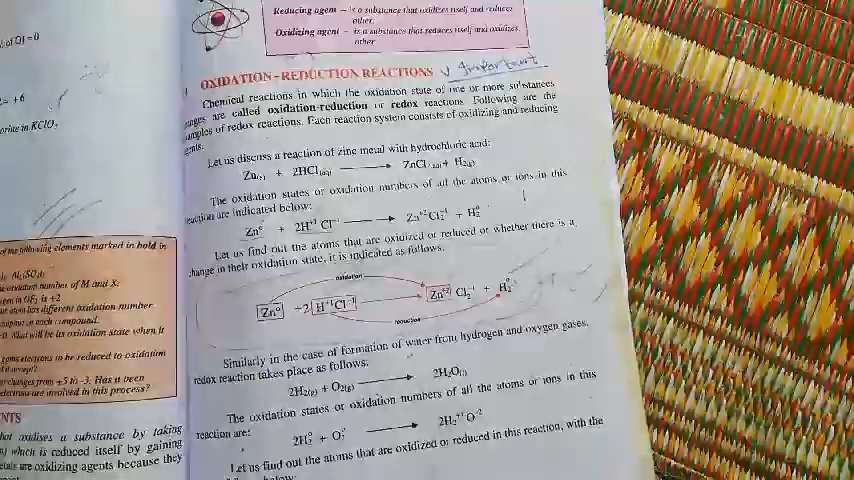 l. of O) = 0
= +6
orine in KClO₃
of the following elements marked in bold in
Al₂(SO₄)₃
oxidation number of M and X:
een in OF₂ is +2
an atom has different oxidation number
What will be its oxidation state when it
gains electrons to be reduced to oxidation
changes from +5 to -3. Has it been
electrons are involved in this process?
NTS
hat oxidises a substance by taking
n) which is reduced itself by gaining
etals are oxidizing agents because they
Reducing agent – is a substance that oxidizes itself and reduces
other.
Oxidizing agent – is a substance that reduces itself and oxidizes
other
OXIDATION - REDUCTION REACTIONS Important
Chemical reactions in which the oxidation state of one or more substances
anges are called oxidation-reduction or redox reactions. Following are the
amples of redox reactions. Each reaction system consists of oxidizing and reducing
gents:
Let us discuss a reaction of zinc metal with hydrochloric acid:
Zn(s) + 2HCl(aq) ⟶ ZnCl₂(aq) + H₂(g)
The oxidation states or oxidation numbers of all the atoms or ions in this
reaction are indicated below:
Zn⁰ + 2H⁺¹Cl⁻¹ ⟶ Zn⁺²Cl₂⁻¹ + H₂⁰
Let us find out the atoms that are oxidized or reduced or whether there is a
change in their oxidation state, it is indicated as follows.
oxidation
Zn⁰ + 2 H⁺¹Cl⁻¹ ⟶ Zn⁺² Cl₂⁻¹ + H₂⁰
reduction
Similarly in the case of formation of water from hydrogen and oxygen gases,
redox reaction takes place as follows:
2H₂(g) + O₂(g) ⟶ 2H₂O(l)
The oxidation states or oxidation numbers of all the atoms or ions in this
reaction are:
2H₂⁰ + O₂⁰ ⟶ 2H₂⁺¹O⁻²
Let us find out the atoms that are oxidized or reduced in this reaction, with the
below: